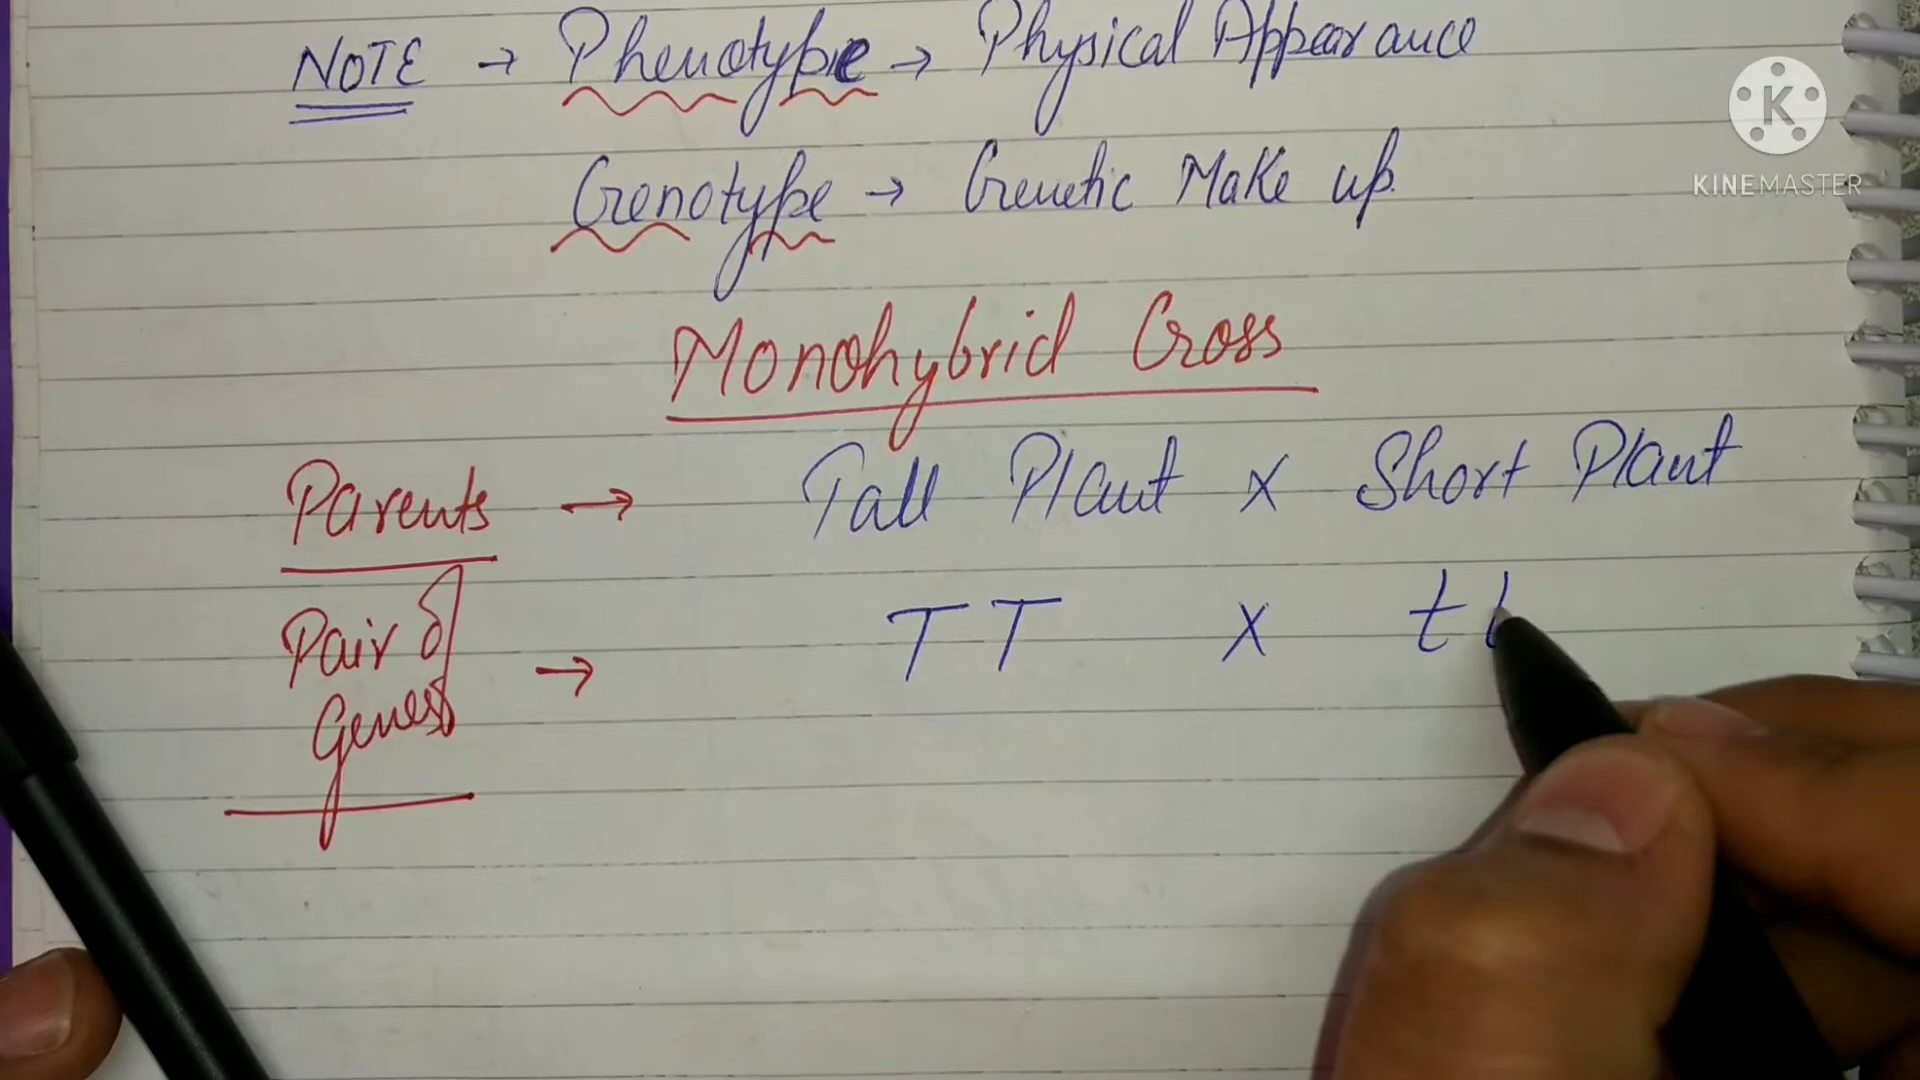 NOTE → Phenotype → Physical Appearance
Genotype → Genetic Make up.
KINEMASTER
Monohybrid Cross
Parents → Tall Plant x Short Plant
Pair of
Genes → TT x t